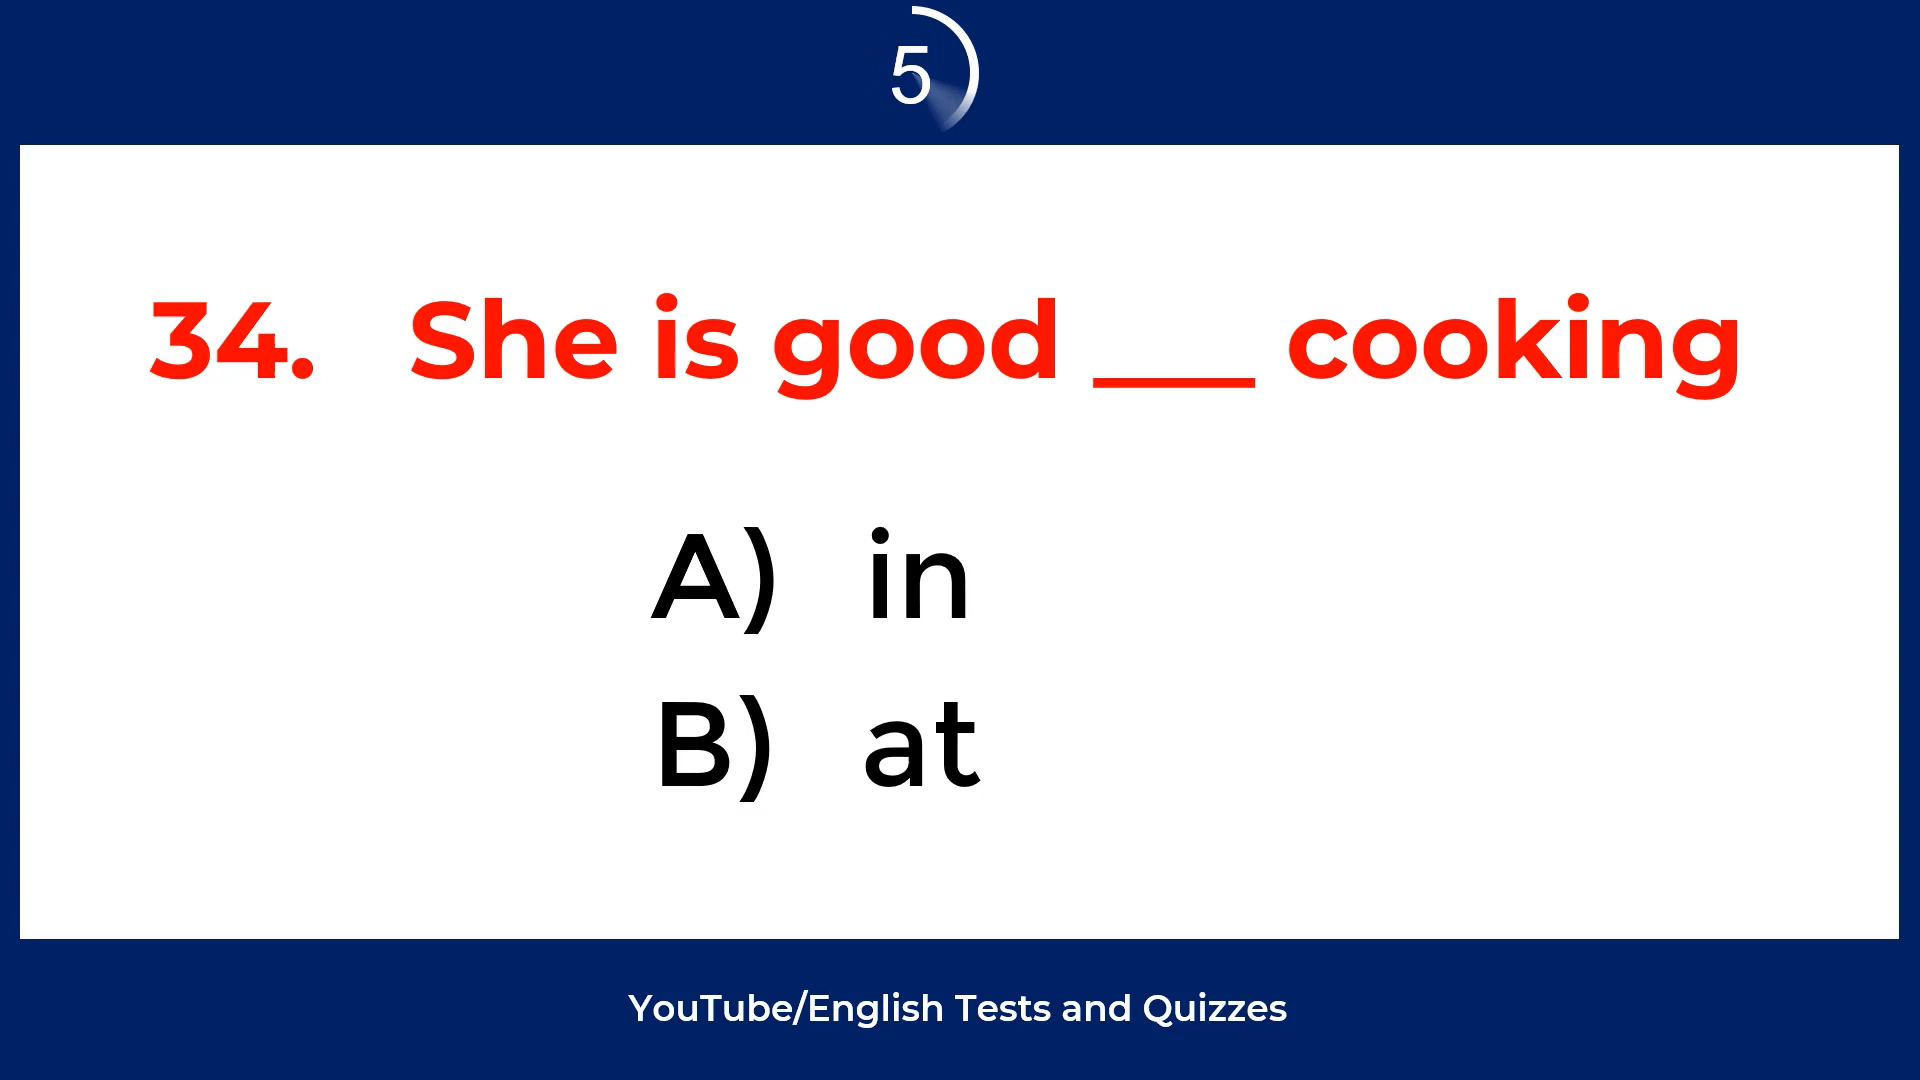 5
34. She is good ___ cooking
A) in
B) at
YouTube/English Tests and Quizzes